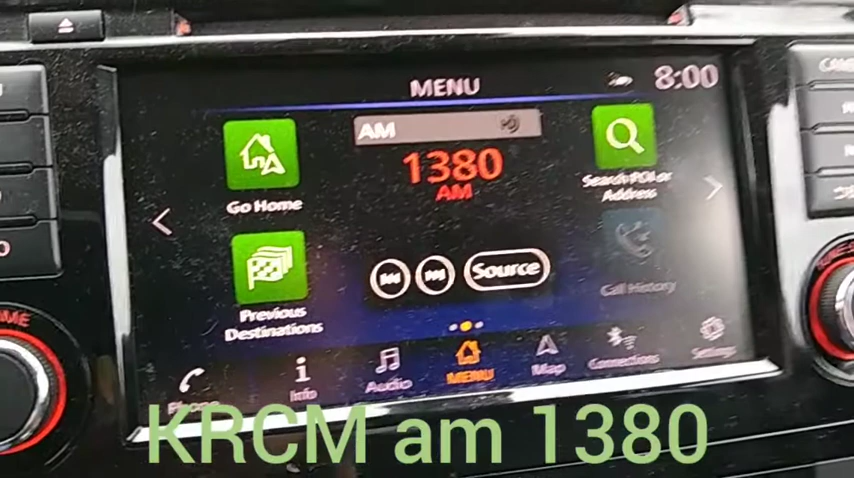 MENU
8:00
AM
1380
AM
Go Home
Search POI or
Address
Previous
Destinations
Source
Call History
Phone
Info
Audio
MENU
Map
Connections
Settings
KRCM am 1380